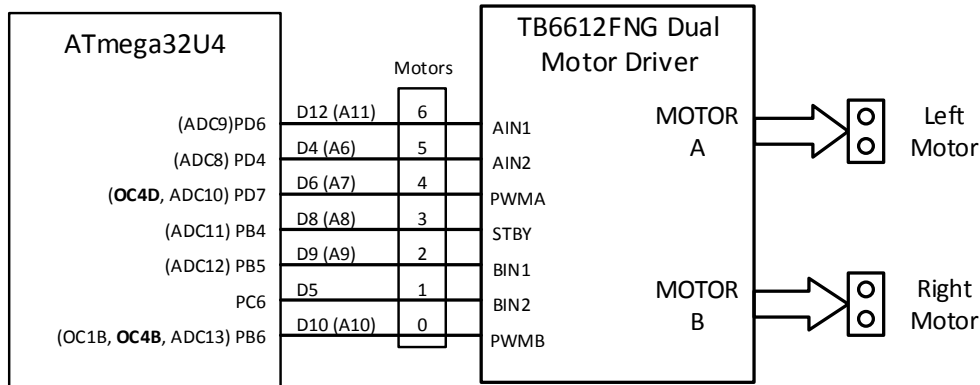 ATmega32U4
Motors
TB6612FNG Dual
Motor Driver
(ADC9)PD6 D12 (A11) 6 AIN1
(ADC8) PD4 D4 (A6) 5 AIN2
(OC4D, ADC10) PD7 D6 (A7) 4 PWMA
(ADC11) PB4 D8 (A8) 3 STBY
(ADC12) PB5 D9 (A9) 2 BIN1
PC6 D5 1 BIN2
(OC1B, OC4B, ADC13) PB6 D10 (A10) 0 PWMB
MOTOR
A
Left
Motor
MOTOR
B
Right
Motor